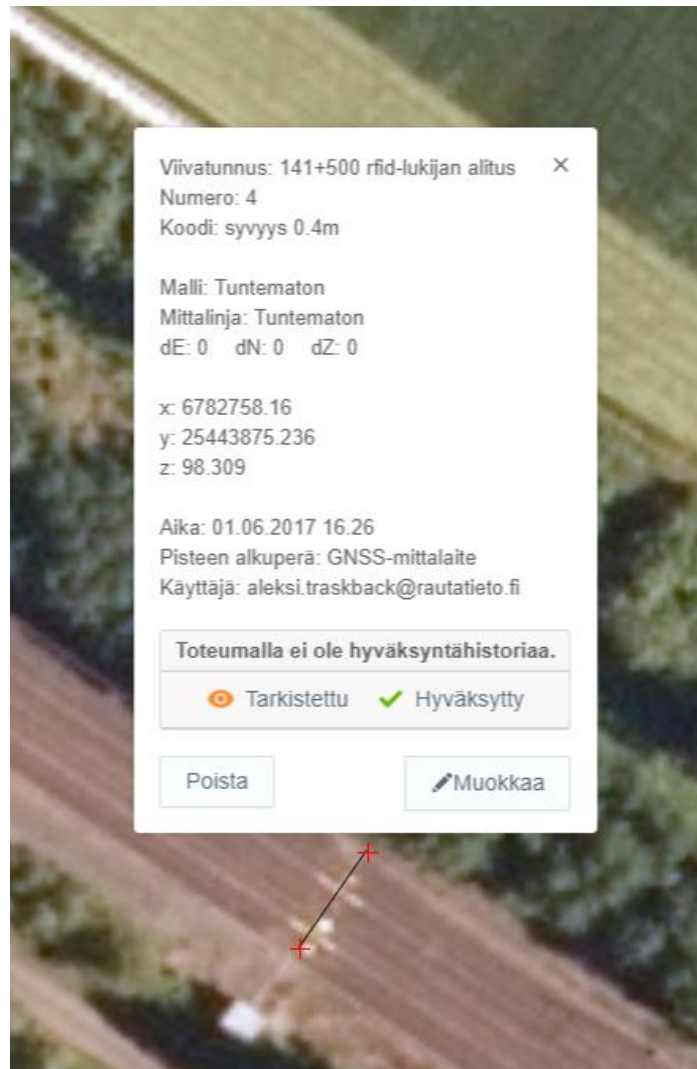 Viivatunnus: 141+500 rfid-lukijan alitus ×
Numero: 4
Koodi: syvyys 0.4m
Malli: Tuntematon
Mittalinja: Tuntematon
dE: 0 dN: 0 dZ: 0
x: 6782758.16
y: 25443875.236
z: 98.309
Aika: 01.06.2017 16.26
Pisteen alkuperä: GNSS-mittalaite
Käyttäjä: aleksi.traskback@rautatieto.fi
Toteumalla ei ole hyväksyntähistoriaa.
Tarkistettu Hyväksytty
Poista Muokkaa